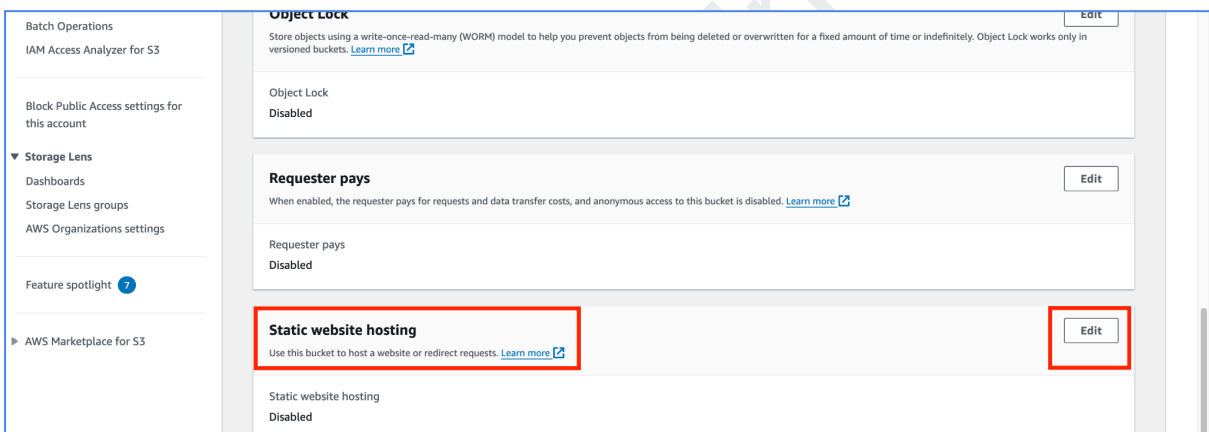 Batch Operations
IAM Access Analyzer for S3
Block Public Access settings for
this account
Storage Lens
Dashboards
Storage Lens groups
AWS Organizations settings
Feature spotlight 7
AWS Marketplace for S3
Object Lock
Edit
Store objects using a write-once-read-many (WORM) model to help you prevent objects from being deleted or overwritten for a fixed amount of time or indefinitely. Object Lock works only in
versioned buckets. Learn more
Object Lock
Disabled
Requester pays
Edit
When enabled, the requester pays for requests and data transfer costs, and anonymous access to this bucket is disabled. Learn more
Requester pays
Disabled
Static website hosting
Edit
Use this bucket to host a website or redirect requests. Learn more
Static website hosting
Disabled